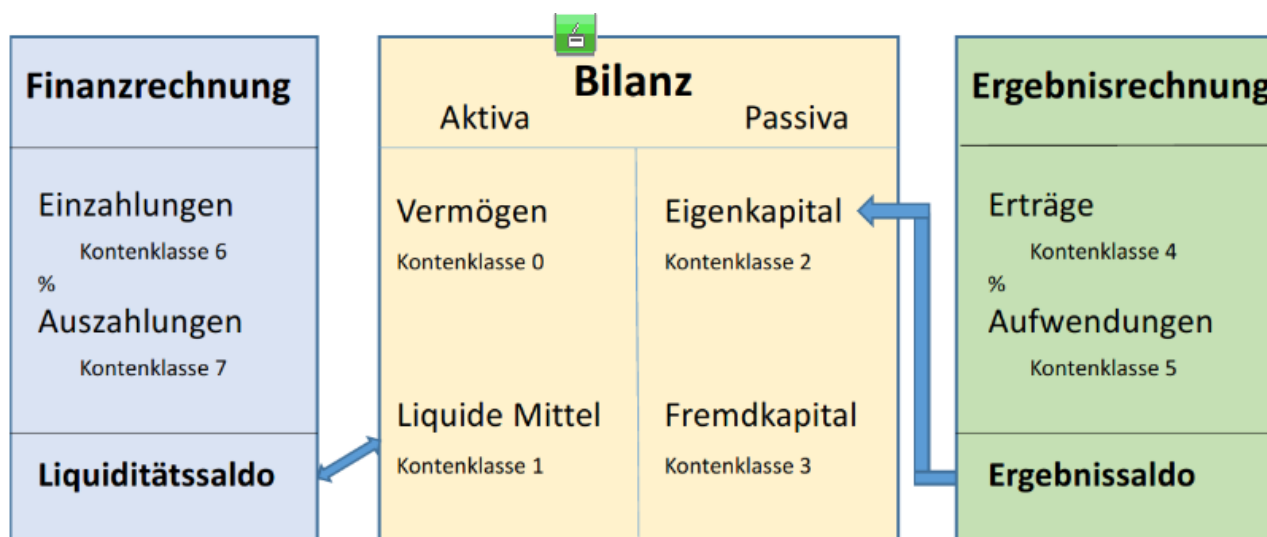 Finanzrechnung
Einzahlungen
Kontenklasse 6
%
Auszahlungen
Kontenklasse 7
Liquiditätssaldo
Bilanz
Aktiva
Passiva
Vermögen
Kontenklasse 0
Liquide Mittel
Kontenklasse 1
Eigenkapital
Kontenklasse 2
Fremdkapital
Kontenklasse 3
Ergebnisrechnung
Erträge
Kontenklasse 4
%
Aufwendungen
Kontenklasse 5
Ergebnissaldo